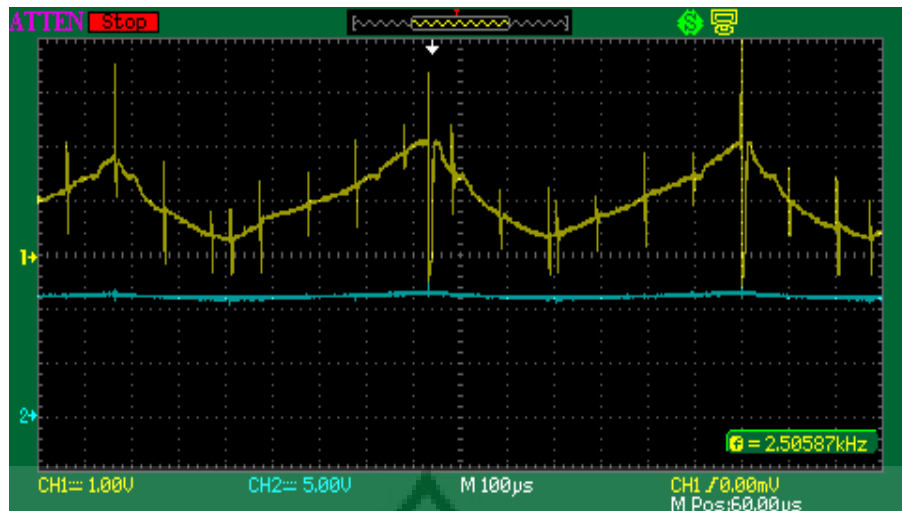 ATTEN Stop
1
2
f = 2.50587kHz
CH1 1.00V CH2 5.00V M 100µs CH1 0.00mV
M Pos:60.00µs